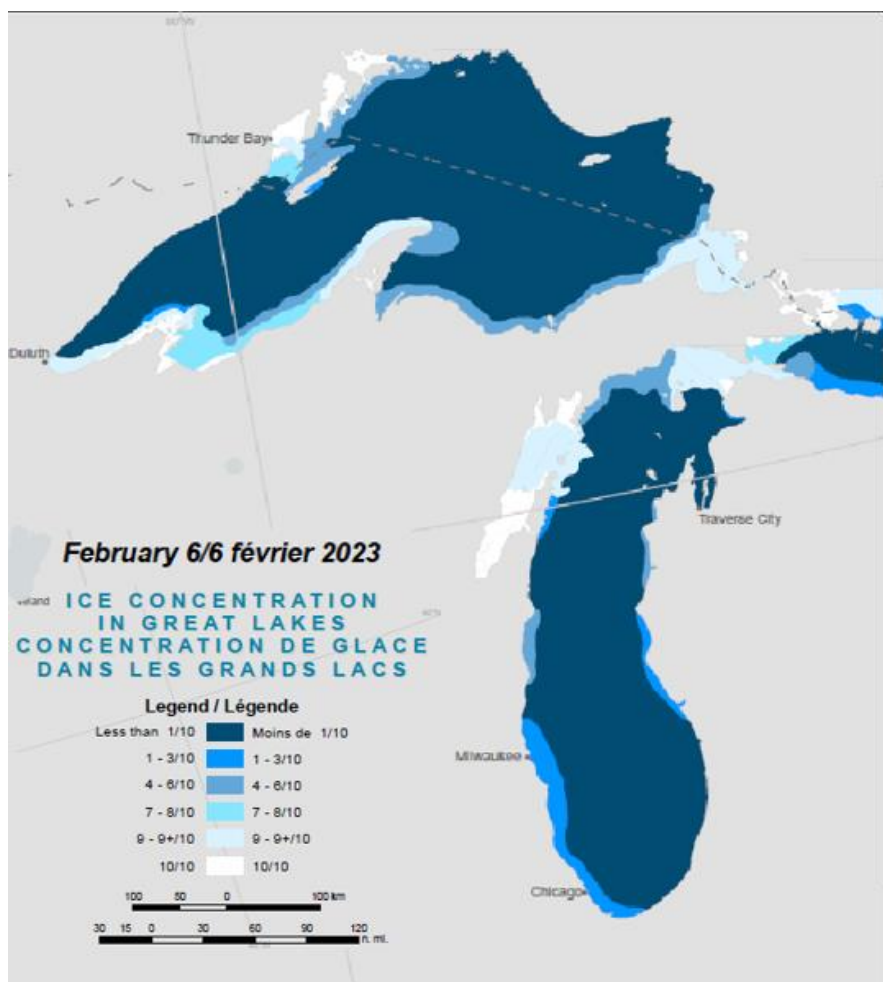 Thunder Bay
Duluth
Traverse City
February 6/6 février 2023
ICE CONCENTRATION
IN GREAT LAKES
CONCENTRATION DE GLACE
DANS LES GRANDS LACS
Legend / Légende
Less than 1/10 Moins de 1/10
1 - 3/10 1 - 3/10
4 - 6/10 4 - 6/10
7 - 8/10 7 - 8/10
9 - 9+/10 9 - 9+/10
10/10 10/10
Milwaukee
Chicago
100 50 0 100 km
30 15 0 30 60 90 120
n. mi.